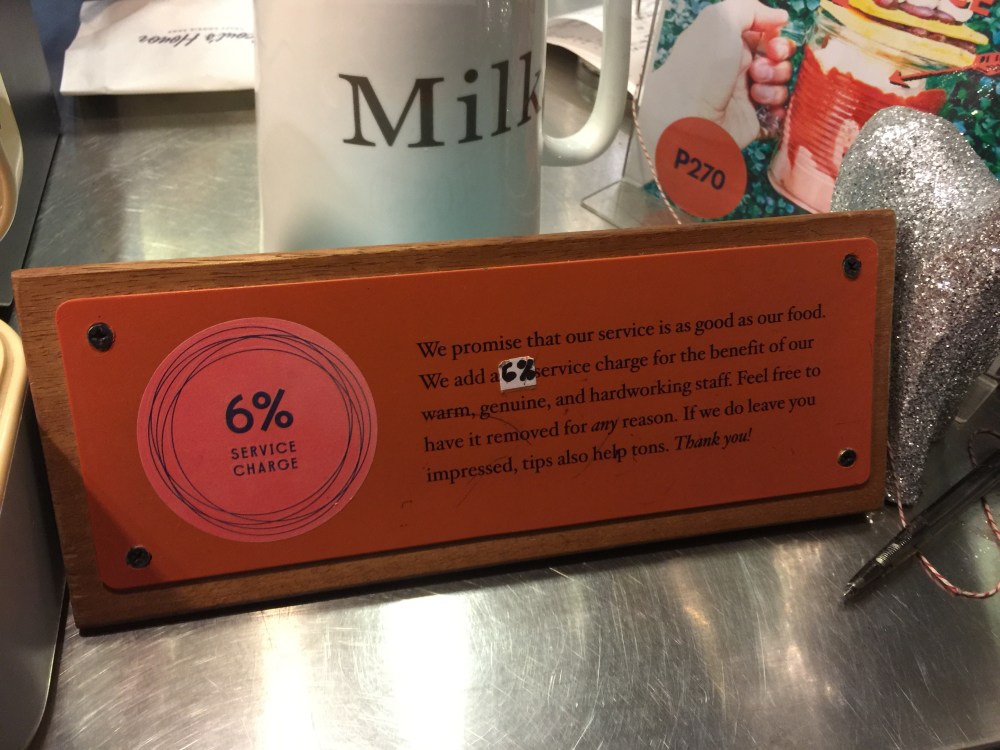 Scout's Honor
Milk
P270
6%
SERVICE
CHARGE
We promise that our service is as good as our food.
We add a 6% service charge for the benefit of our
warm, genuine, and hardworking staff. Feel free to
have it removed for any reason. If we do leave you
impressed, tips also help tons. Thank you!